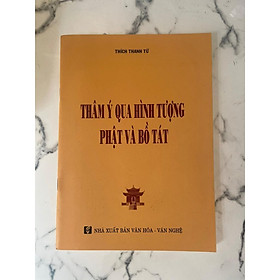 THÍCH THANH TỪ
THÂM Ý QUA HÌNH TƯỢNG
PHẬT VÀ BỒ TÁT
NHÀ XUẤT BẢN VĂN HÓA - VĂN NGHỆ